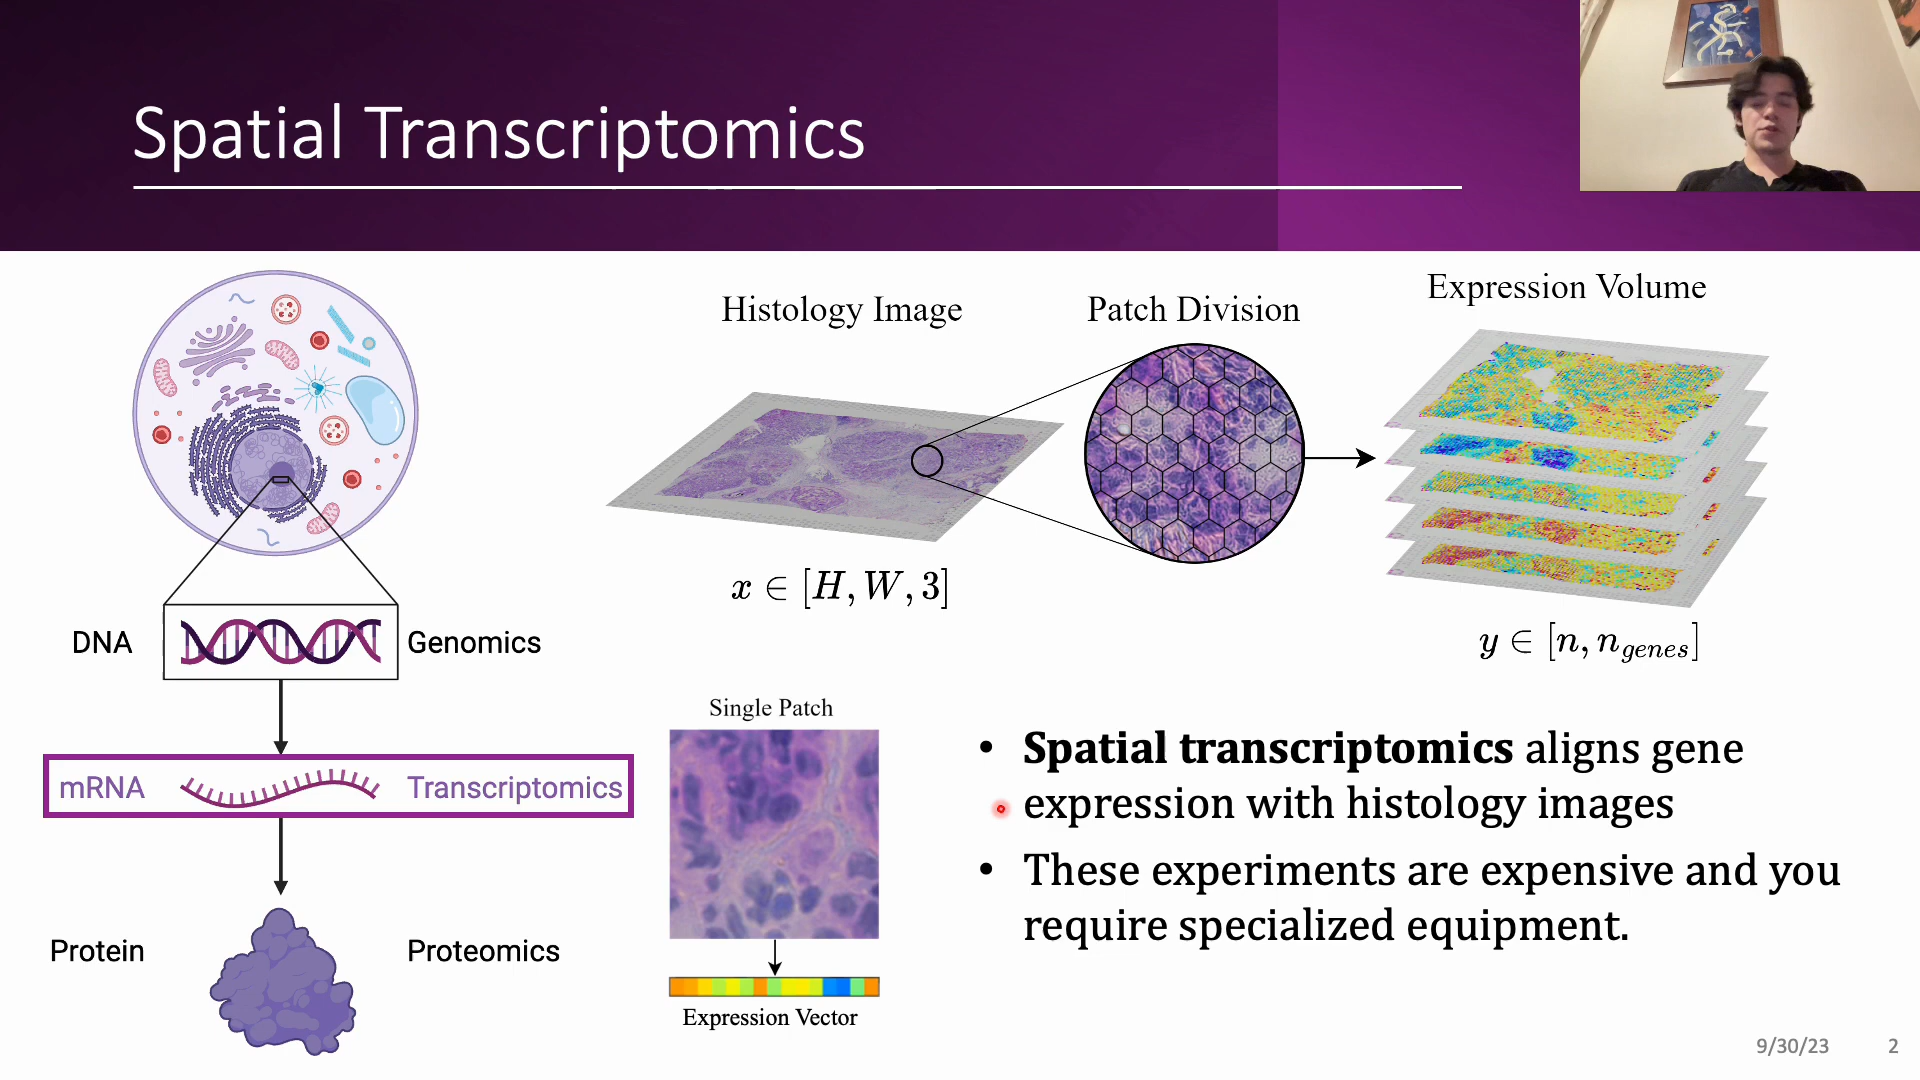 Spatial Transcriptomics
Histology Image
Patch Division
Expression Volume
x ∈ [H, W, 3]
y ∈ [n, n_{genes}]
DNA
Genomics
mRNA
Transcriptomics
Protein
Proteomics
Single Patch
Expression Vector
• Spatial transcriptomics aligns gene
expression with histology images
• These experiments are expensive and you
require specialized equipment.
9/30/23
2